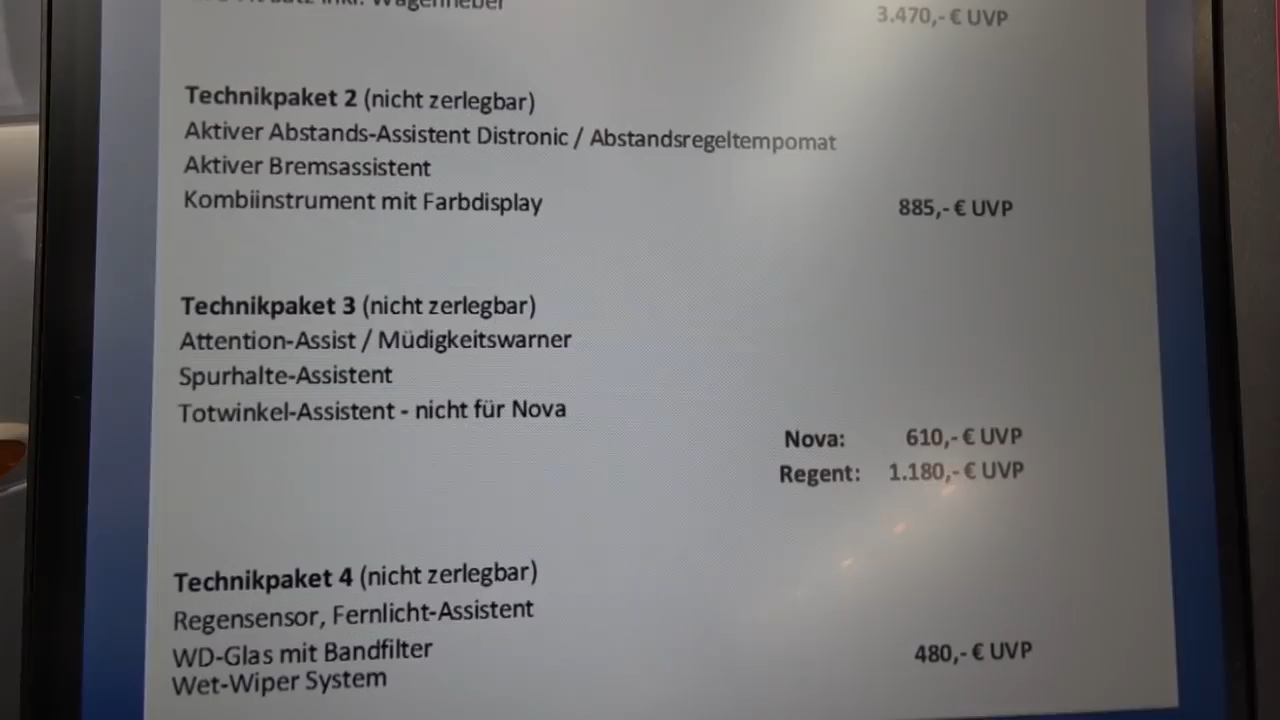 inkl. Wagenheber
3.470,- € UVP
Technikpaket 2 (nicht zerlegbar)
Aktiver Abstands-Assistent Distronic / Abstandsregeltempomat
Aktiver Bremsassistent
Kombiinstrument mit Farbdisplay 885,- € UVP
Technikpaket 3 (nicht zerlegbar)
Attention-Assist / Müdigkeitswarner
Spurhalte-Assistent
Totwinkel-Assistent - nicht für Nova
Nova: 610,- € UVP
Regent: 1.180,- € UVP
Technikpaket 4 (nicht zerlegbar)
Regensensor, Fernlicht-Assistent
WD-Glas mit Bandfilter 480,- € UVP
Wet-Wiper System